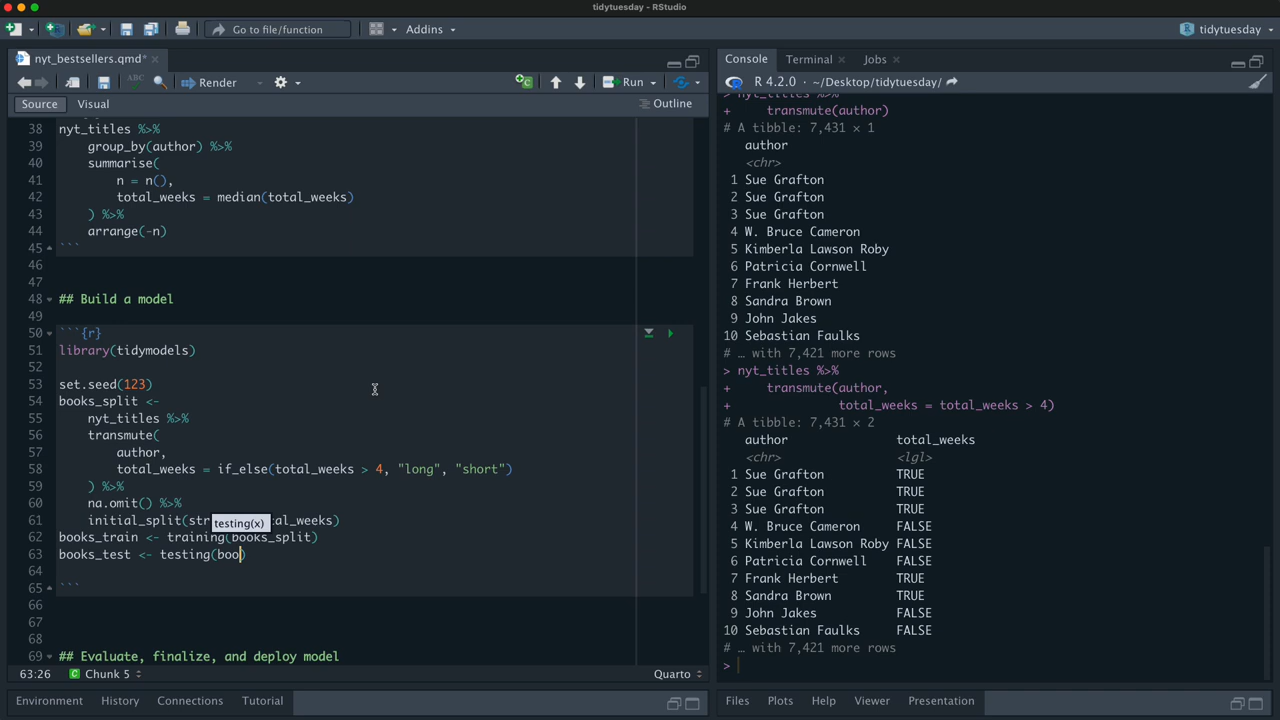 tidytuesday - RStudio
Go to file/function
Addins
tidytuesday
nyt_bestsellers.qmd*
ABC
Render
Run
Source
Visual
Outline
38 nyt_titles %>%
39 group_by(author) %>%
40 summarise(
41 n = n(),
42 total_weeks = median(total_weeks)
43 ) %>%
44 arrange(-n)
45 ```
46
47
48 ## Build a model
49
50 ```{r}
51 library(tidymodels)
52
53 set.seed(123)
54 books_split <-
55 nyt_titles %>%
56 transmute(
57 author,
58 total_weeks = if_else(total_weeks > 4, "long", "short")
59 ) %>%
60 na.omit() %>%
testing(x)
61 initial_split(str al_weeks)
62 books_train <- training(books_split)
63 books_test <- testing(boo)
64
65 ```
66
67
68
69 ## Evaluate, finalize, and deploy model
63:26
C Chunk 5
Quarto
Environment History Connections Tutorial
Console Terminal Jobs
R 4.2.0 · ~/Desktop/tidytuesday/
> nyt_titles %>%
+ transmute(author)
# A tibble: 7,431 × 1
author
<chr>
1 Sue Grafton
2 Sue Grafton
3 Sue Grafton
4 W. Bruce Cameron
5 Kimberla Lawson Roby
6 Patricia Cornwell
7 Frank Herbert
8 Sandra Brown
9 John Jakes
10 Sebastian Faulks
# … with 7,421 more rows
> nyt_titles %>%
+ transmute(author,
+ total_weeks = total_weeks > 4)
# A tibble: 7,431 × 2
author total_weeks
<chr> <lgl>
1 Sue Grafton TRUE
2 Sue Grafton TRUE
3 Sue Grafton TRUE
4 W. Bruce Cameron FALSE
5 Kimberla Lawson Roby FALSE
6 Patricia Cornwell FALSE
7 Frank Herbert TRUE
8 Sandra Brown TRUE
9 John Jakes FALSE
10 Sebastian Faulks FALSE
# … with 7,421 more rows
>
Files Plots Help Viewer Presentation